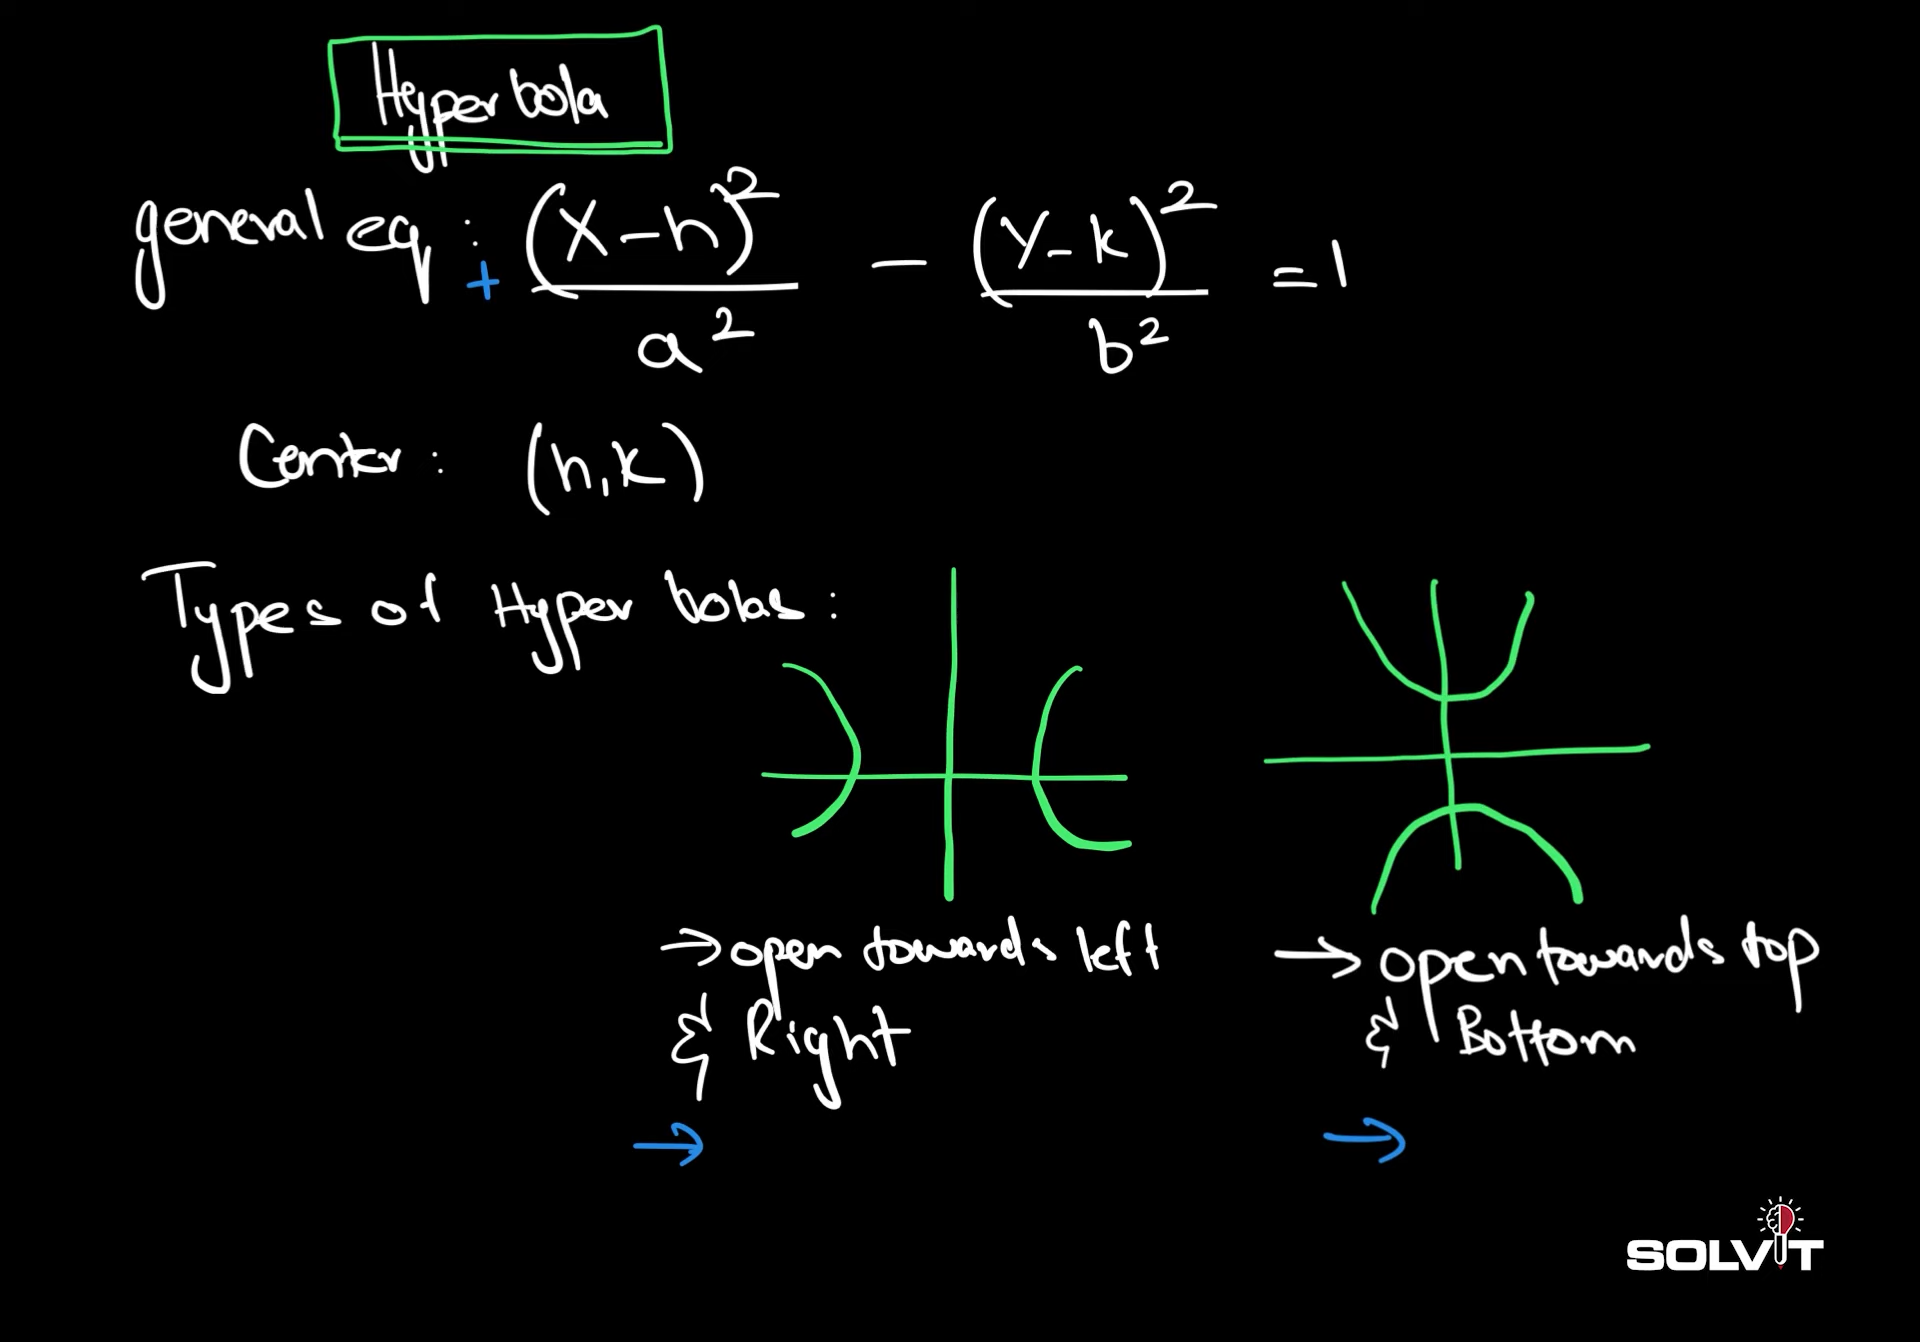 Hyperbola
general eq : + (x-h)²/a² - (y-k)²/b² = 1
Center : (h,k)
Types of Hyperbolas :
→ open towards left
& Right
→
→ open towards top
& Bottom
→
SOLVIT